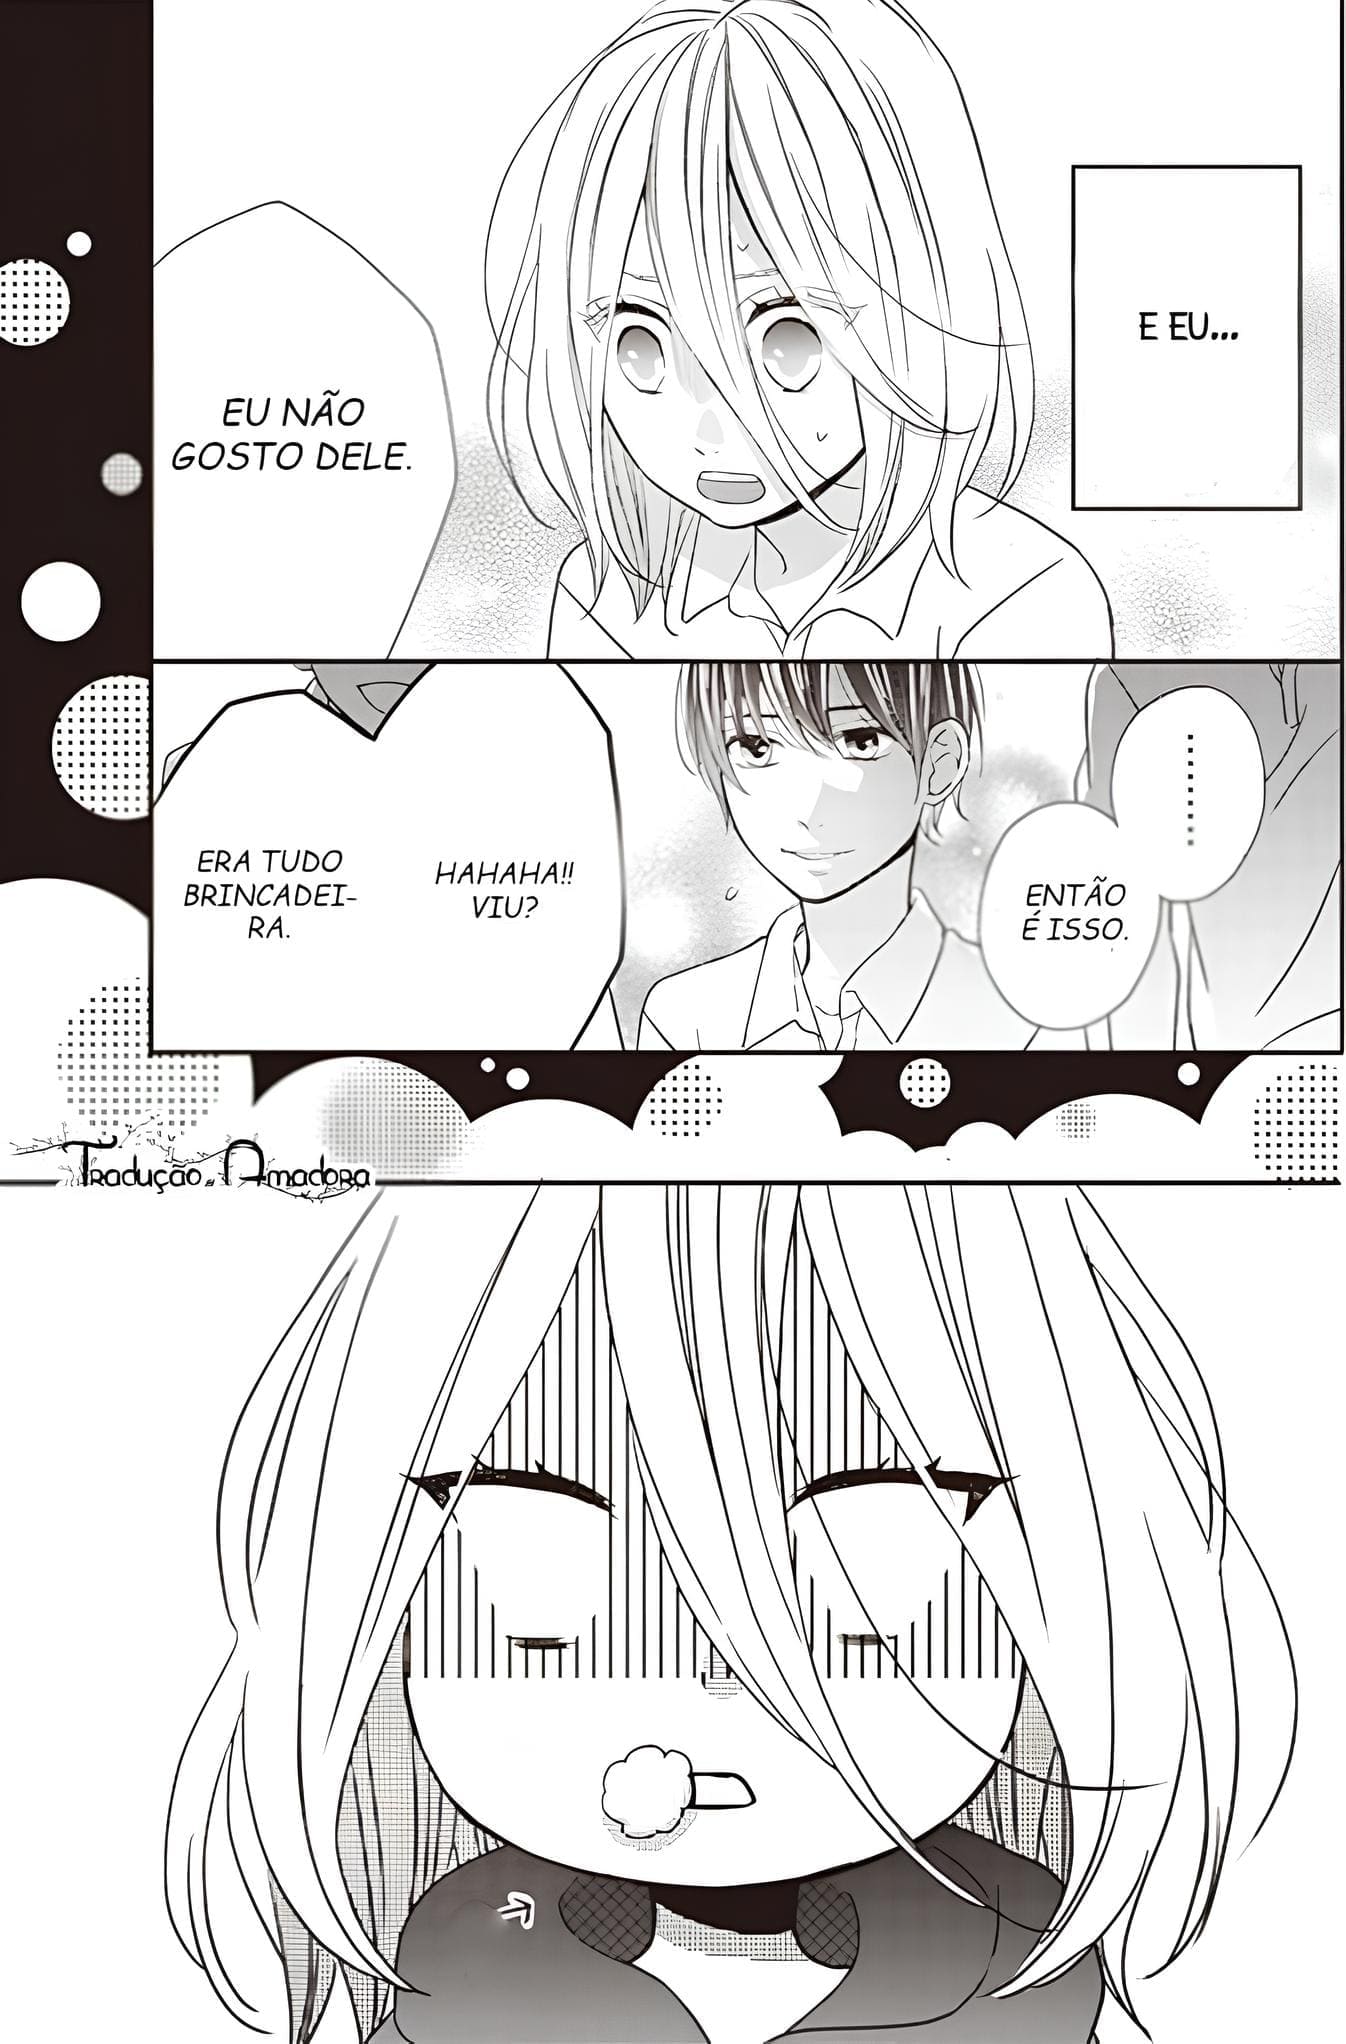 E EU...
EU NÃO
GOSTO DELE.
........
ENTÃO
É ISSO.
HAHAHA!!
VIU?
ERA TUDO
BRINCADEI-
RA.
Tradução Amadora